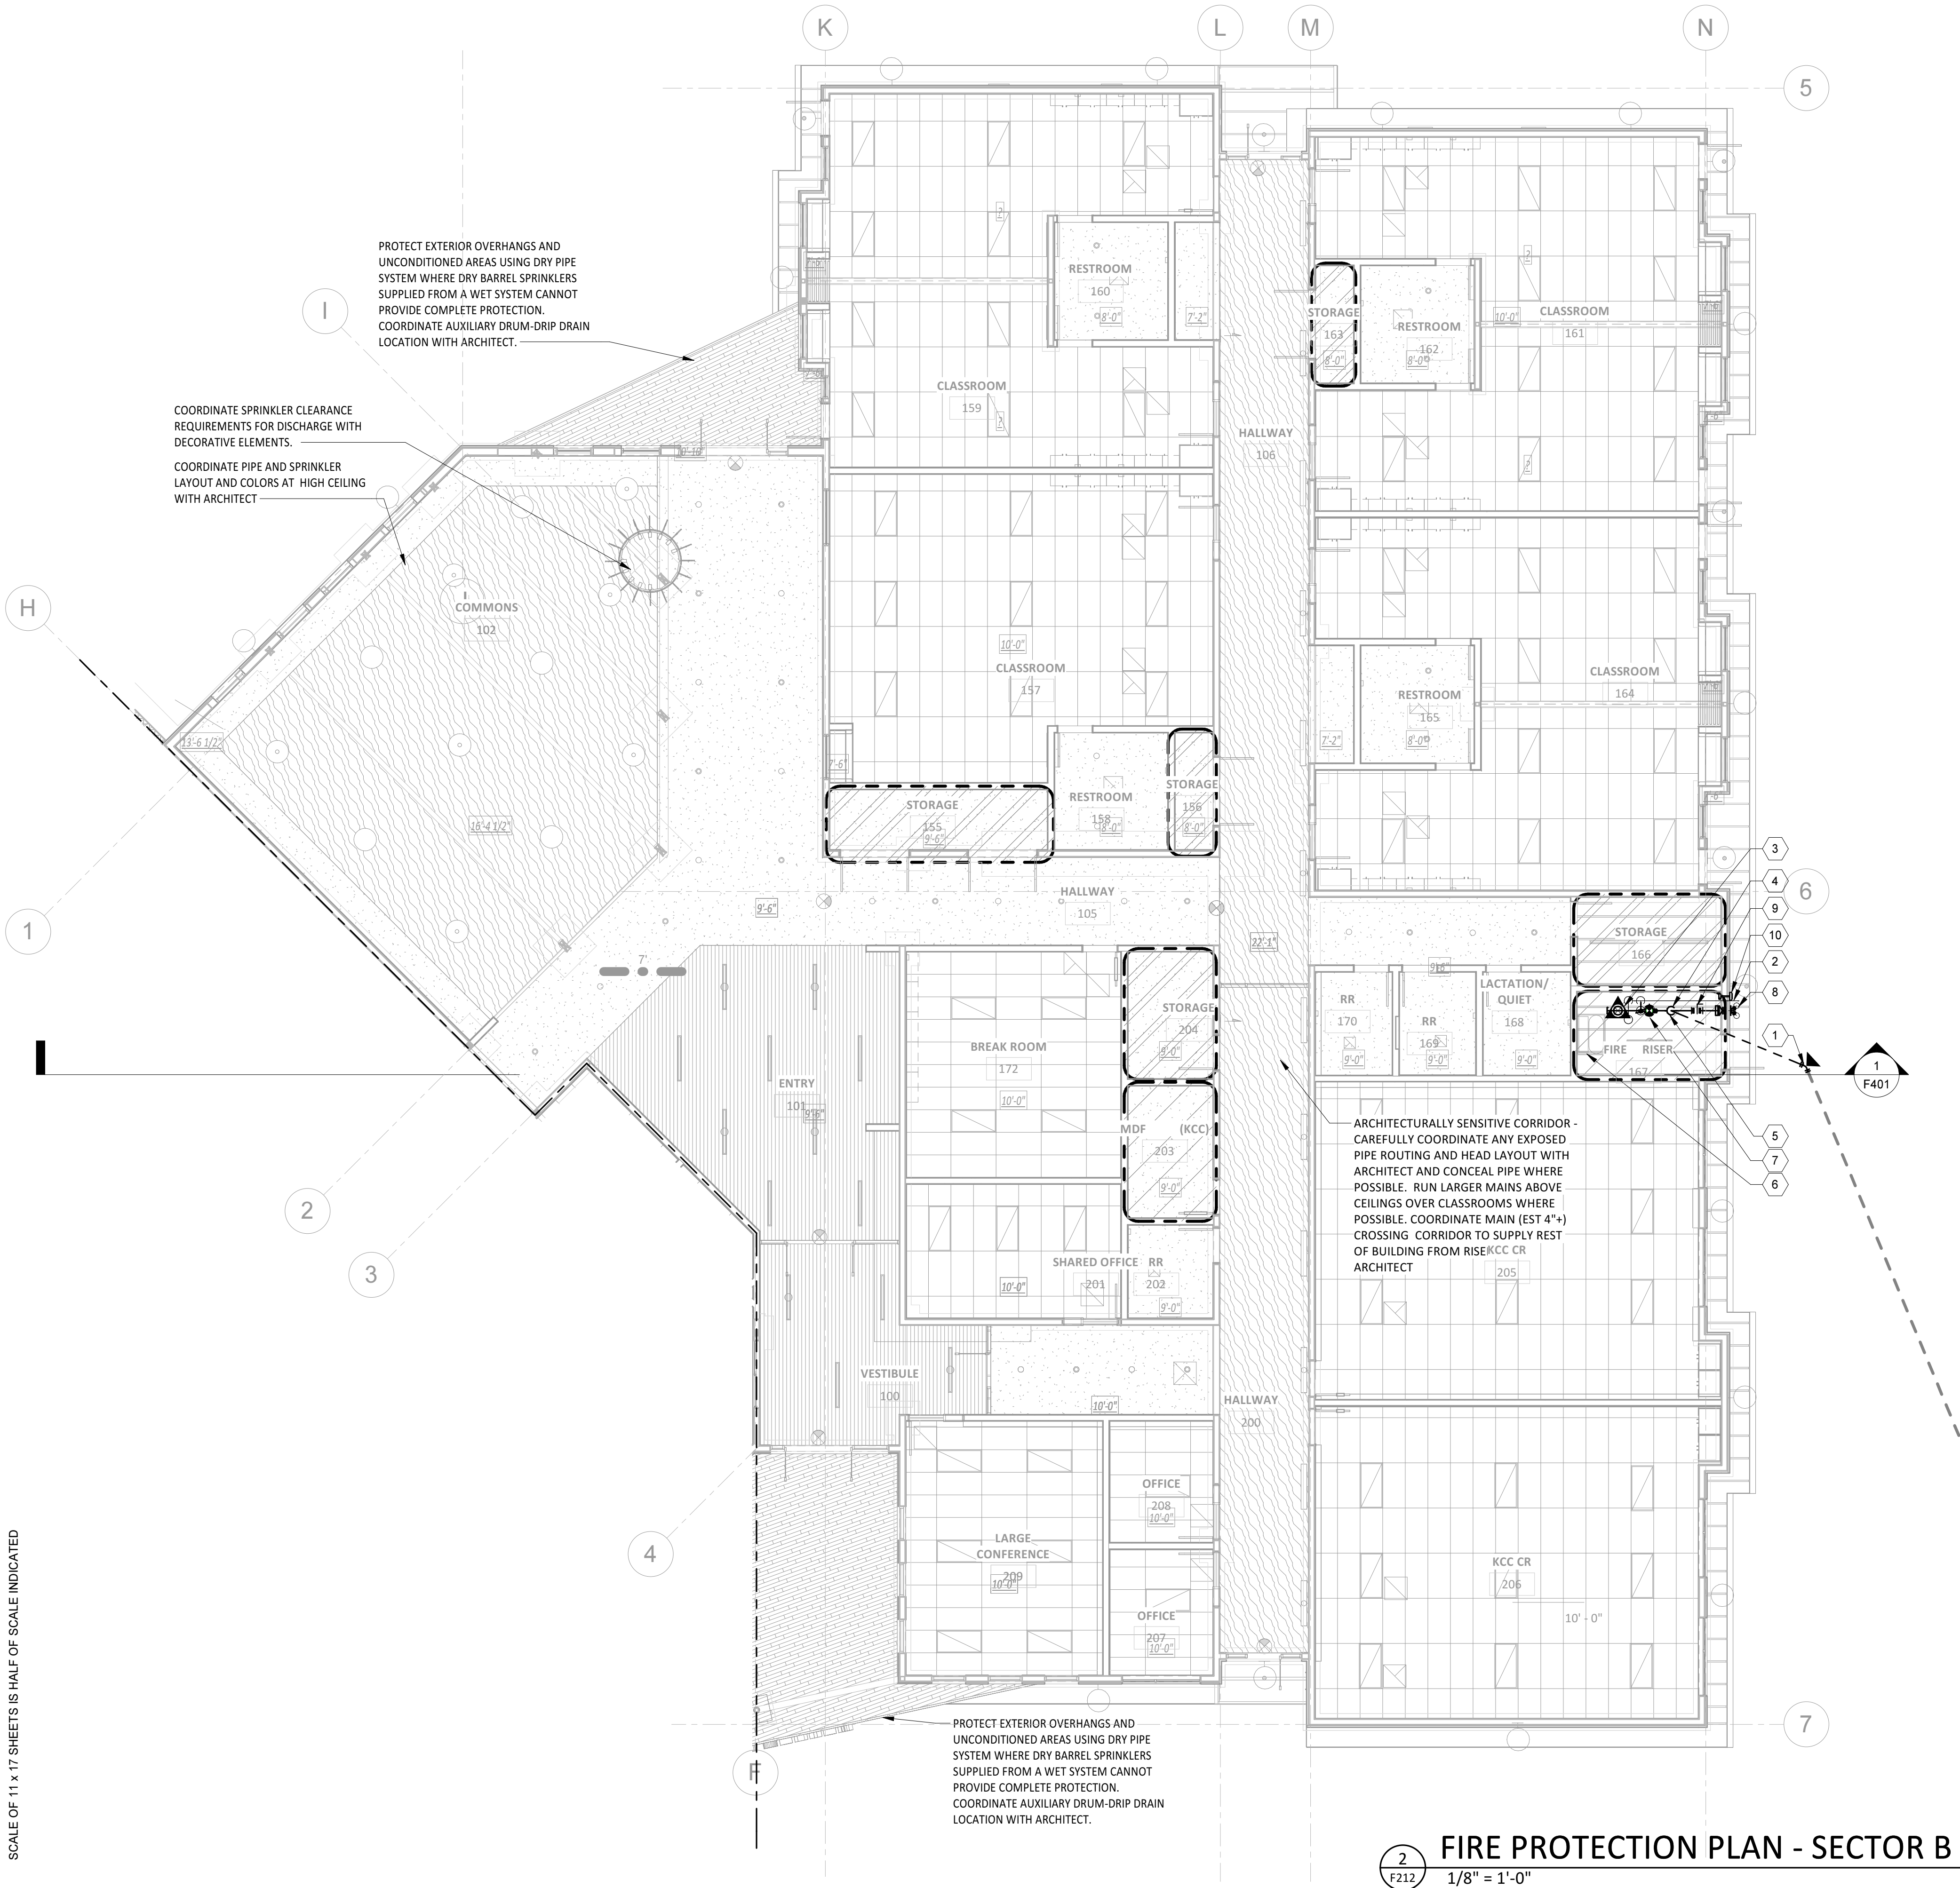 K
L
M
N
5
PROTECT EXTERIOR OVERHANGS AND
UNCONDITIONED AREAS USING DRY PIPE
SYSTEM WHERE DRY BARREL SPRINKLERS
SUPPLIED FROM A WET SYSTEM CANNOT
PROVIDE COMPLETE PROTECTION.
COORDINATE AUXILIARY DRUM-DRIP DRAIN
LOCATION WITH ARCHITECT.
I
RESTROOM
160
8'-0"
7'-2"
STORAGE
163
8'-0"
RESTROOM
162
8'-0"
10'-0"
CLASSROOM
161
CLASSROOM
159
COORDINATE SPRINKLER CLEARANCE
REQUIREMENTS FOR DISCHARGE WITH
DECORATIVE ELEMENTS.
COORDINATE PIPE AND SPRINKLER
LAYOUT AND COLORS AT HIGH CEILING
WITH ARCHITECT
HALLWAY
106
H
COMMONS
102
10'-0"
CLASSROOM
157
CLASSROOM
164
RESTROOM
165
8'-0"
7'-2"
13'-6 1/2"
7'-6"
16'-4 1/2"
STORAGE
155
9'-6"
RESTROOM
158
8'-0"
STORAGE
156
8'-0"
3
4
9
10
2
8
1
6
1
HALLWAY
105
9'-6"
22'-1"
7'
STORAGE
166
9'-6"
RR
170
9'-0"
RR
169
9'-0"
LACTATION/
QUIET
168
9'-0"
FIRE RISER
167
1
F401
BREAK ROOM
172
10'-0"
STORAGE
204
9'-0"
ENTRY
101
9'-6"
MDF (KCC)
203
9'-0"
5
7
6
ARCHITECTURALLY SENSITIVE CORRIDOR -
CAREFULLY COORDINATE ANY EXPOSED
PIPE ROUTING AND HEAD LAYOUT WITH
ARCHITECT AND CONCEAL PIPE WHERE
POSSIBLE. RUN LARGER MAINS ABOVE
CEILINGS OVER CLASSROOMS WHERE
POSSIBLE. COORDINATE MAIN (EST 4"+)
CROSSING CORRIDOR TO SUPPLY REST
OF BUILDING FROM RISE
ARCHITECT
KCC CR
205
2
3
SHARED OFFICE
201
10'-0"
RR
202
9'-0"
VESTIBULE
100
10'-0"
HALLWAY
200
4
LARGE
CONFERENCE
209
10'-0"
OFFICE
208
10'-0"
OFFICE
207
10'-0"
KCC CR
206
10' - 0"
7
F
PROTECT EXTERIOR OVERHANGS AND
UNCONDITIONED AREAS USING DRY PIPE
SYSTEM WHERE DRY BARREL SPRINKLERS
SUPPLIED FROM A WET SYSTEM CANNOT
PROVIDE COMPLETE PROTECTION.
COORDINATE AUXILIARY DRUM-DRIP DRAIN
LOCATION WITH ARCHITECT.
SCALE OF 11 x 17 SHEETS IS HALF OF SCALE INDICATED
2
F212
FIRE PROTECTION PLAN - SECTOR B
1/8" = 1'-0"